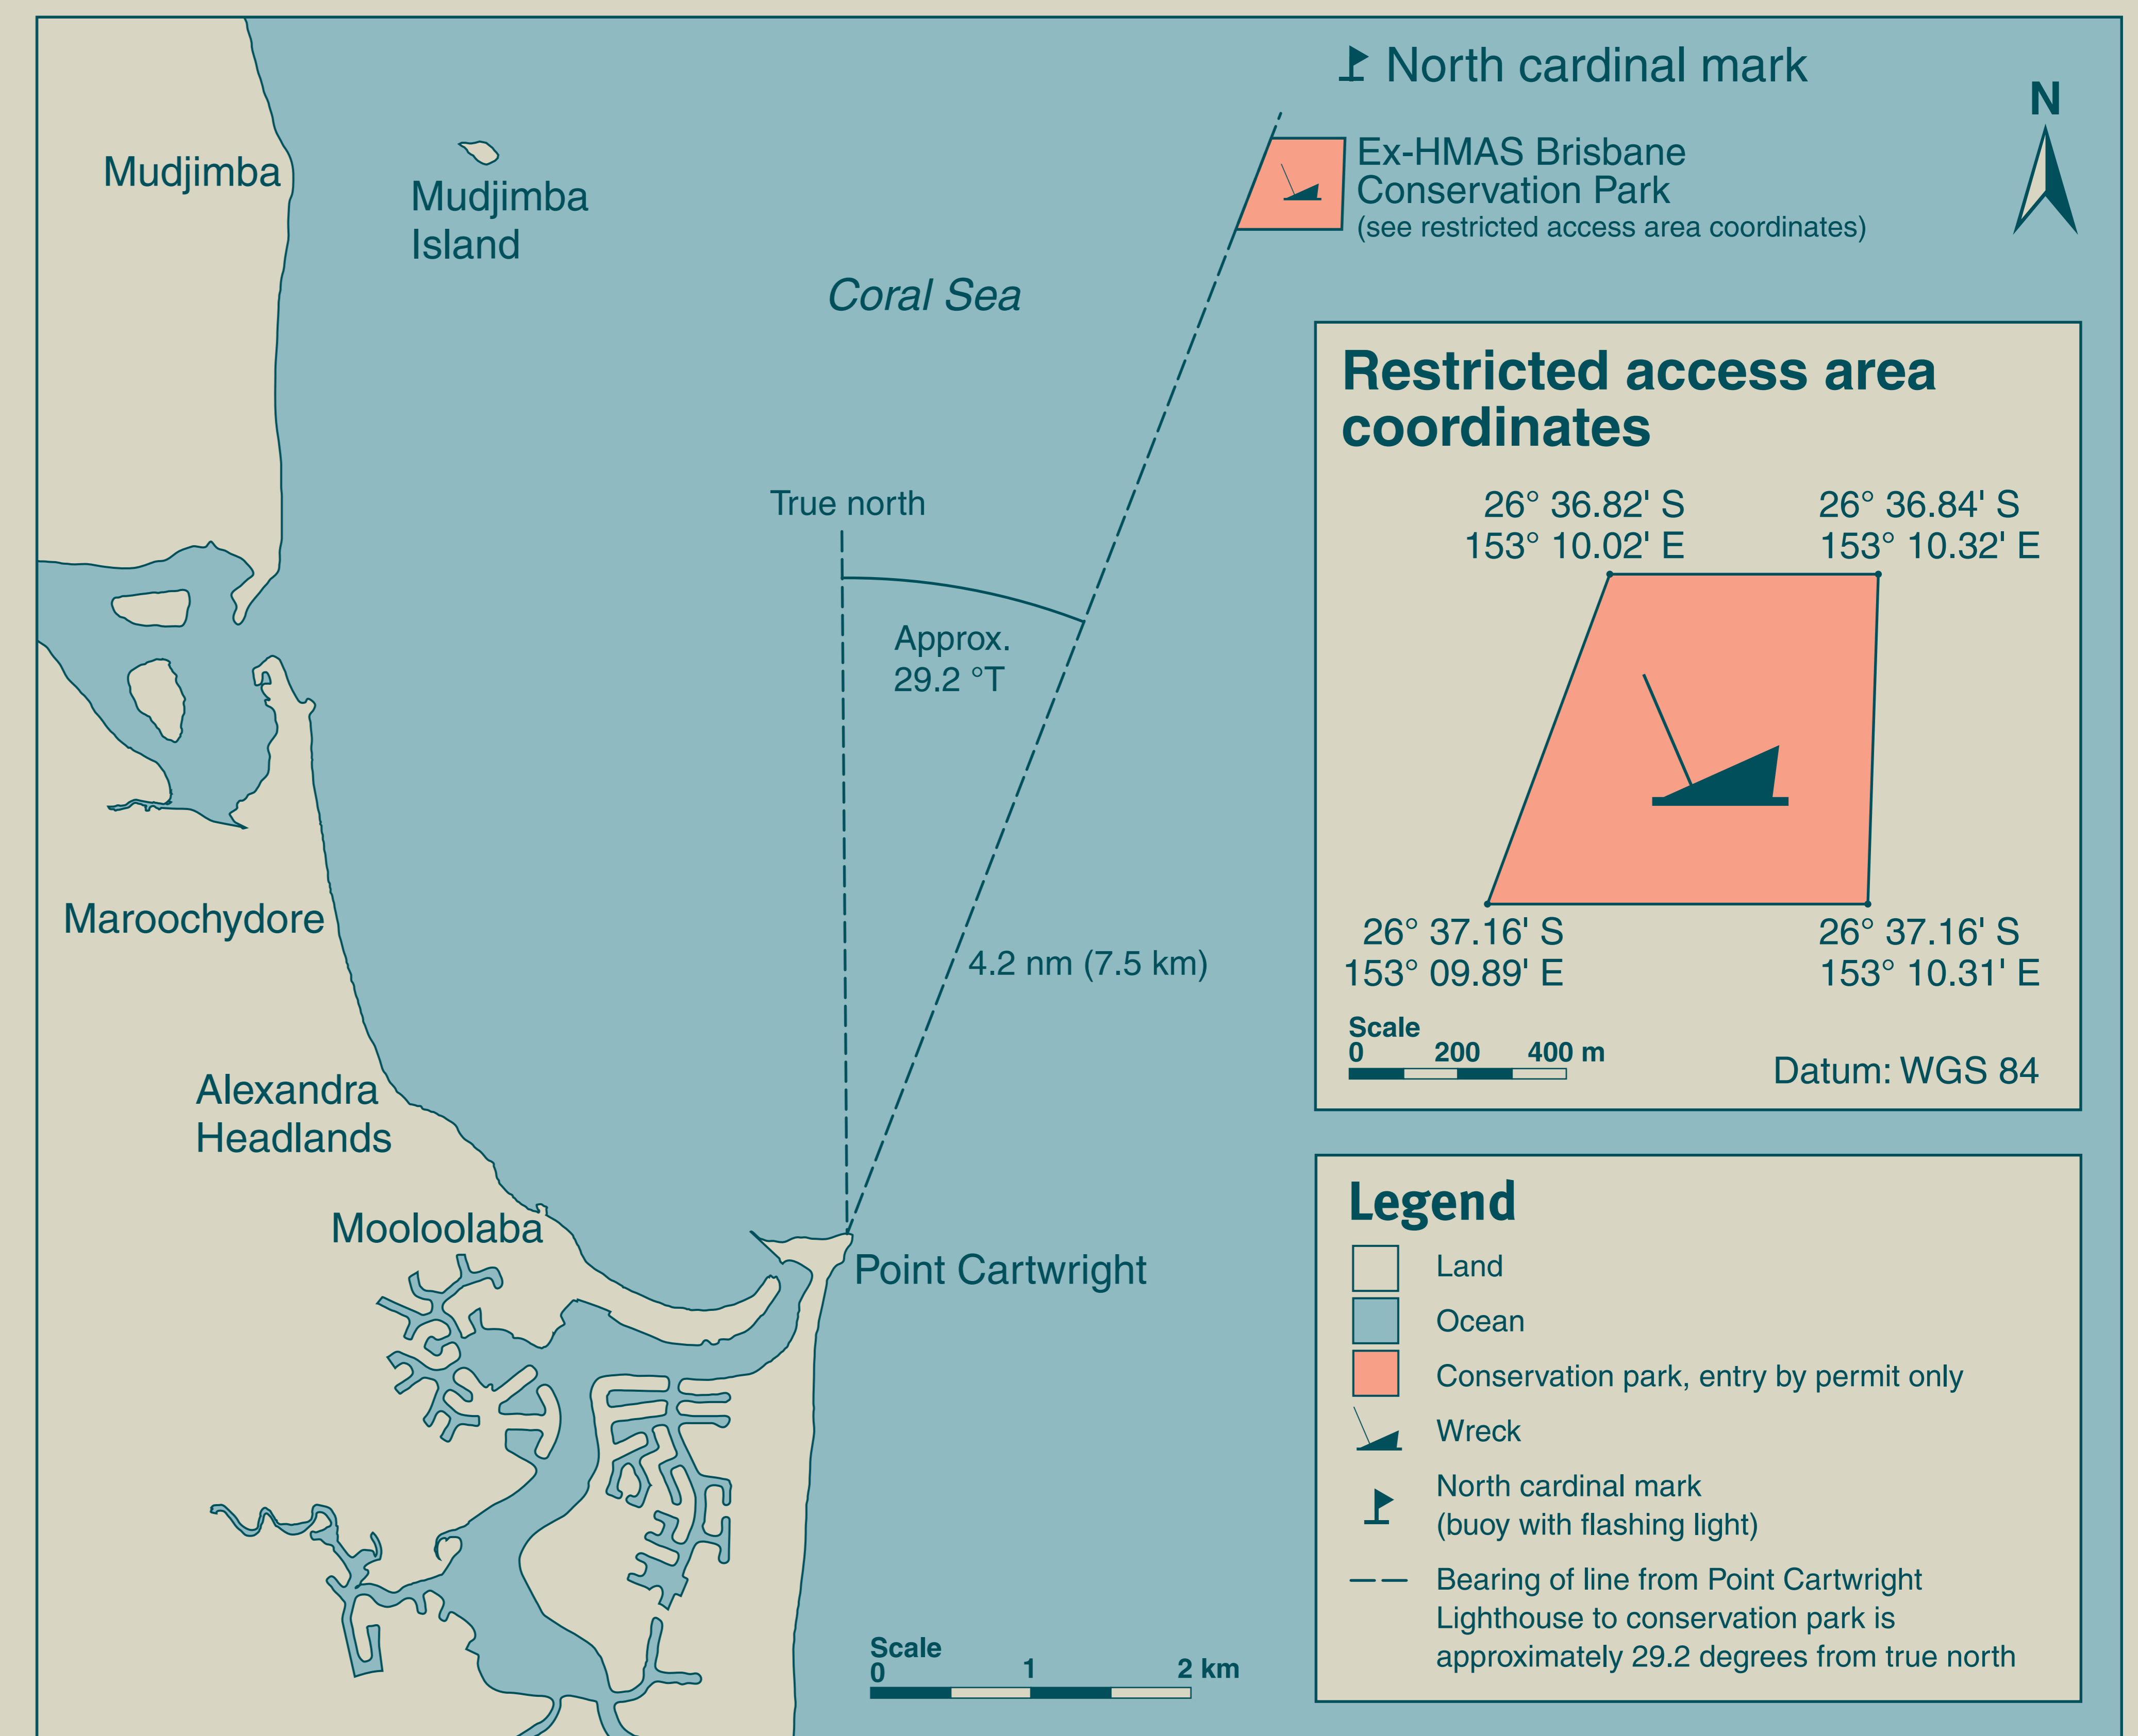 North cardinal mark
N
Ex-HMAS Brisbane
Conservation Park
(see restricted access area coordinates)
Mudjimba
Mudjimba
Island
Coral Sea
Restricted access area
coordinates
26° 36.82' S
153° 10.02' E
26° 36.84' S
153° 10.32' E
26° 37.16' S
153° 09.89' E
26° 37.16' S
153° 10.31' E
Scale
0 200 400 m
Datum: WGS 84
True north
Approx.
29.2 °T
4.2 nm (7.5 km)
Maroochydore
Alexandra
Headlands
Mooloolaba
Point Cartwright
Legend
Land
Ocean
Conservation park, entry by permit only
Wreck
North cardinal mark
(buoy with flashing light)
Bearing of line from Point Cartwright
Lighthouse to conservation park is
approximately 29.2 degrees from true north
Scale
0 1 2 km